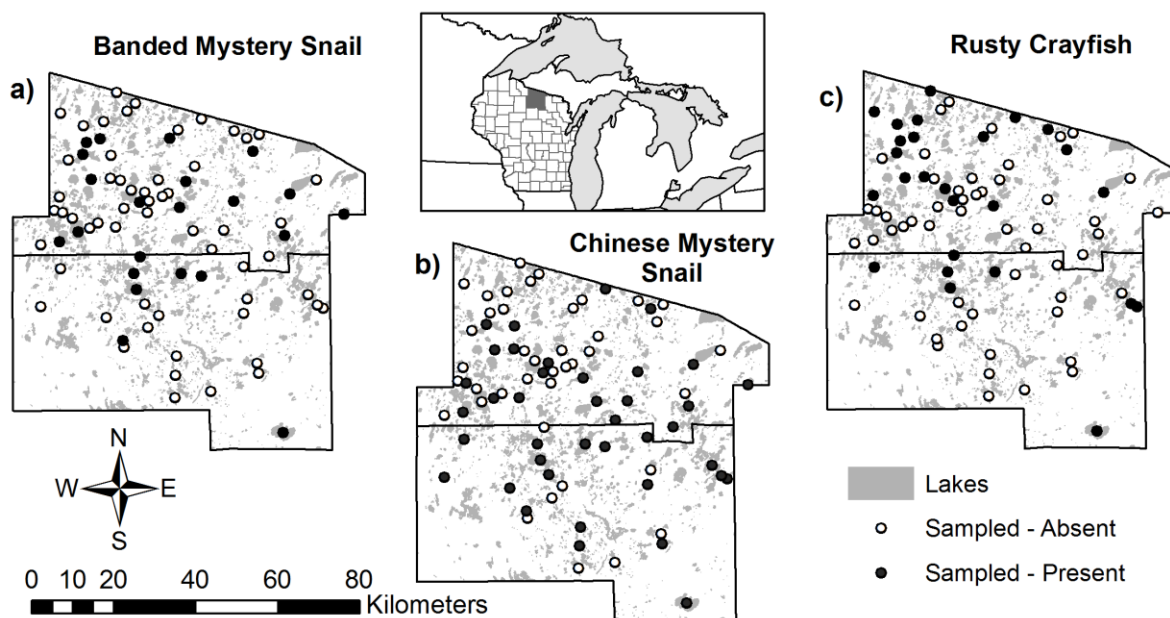 Banded Mystery Snail
a)
Rusty Crayfish
c)
Chinese Mystery
Snail
b)
N
W E
S
0 10 20 40 60 80
Kilometers
Lakes
Sampled - Absent
Sampled - Present